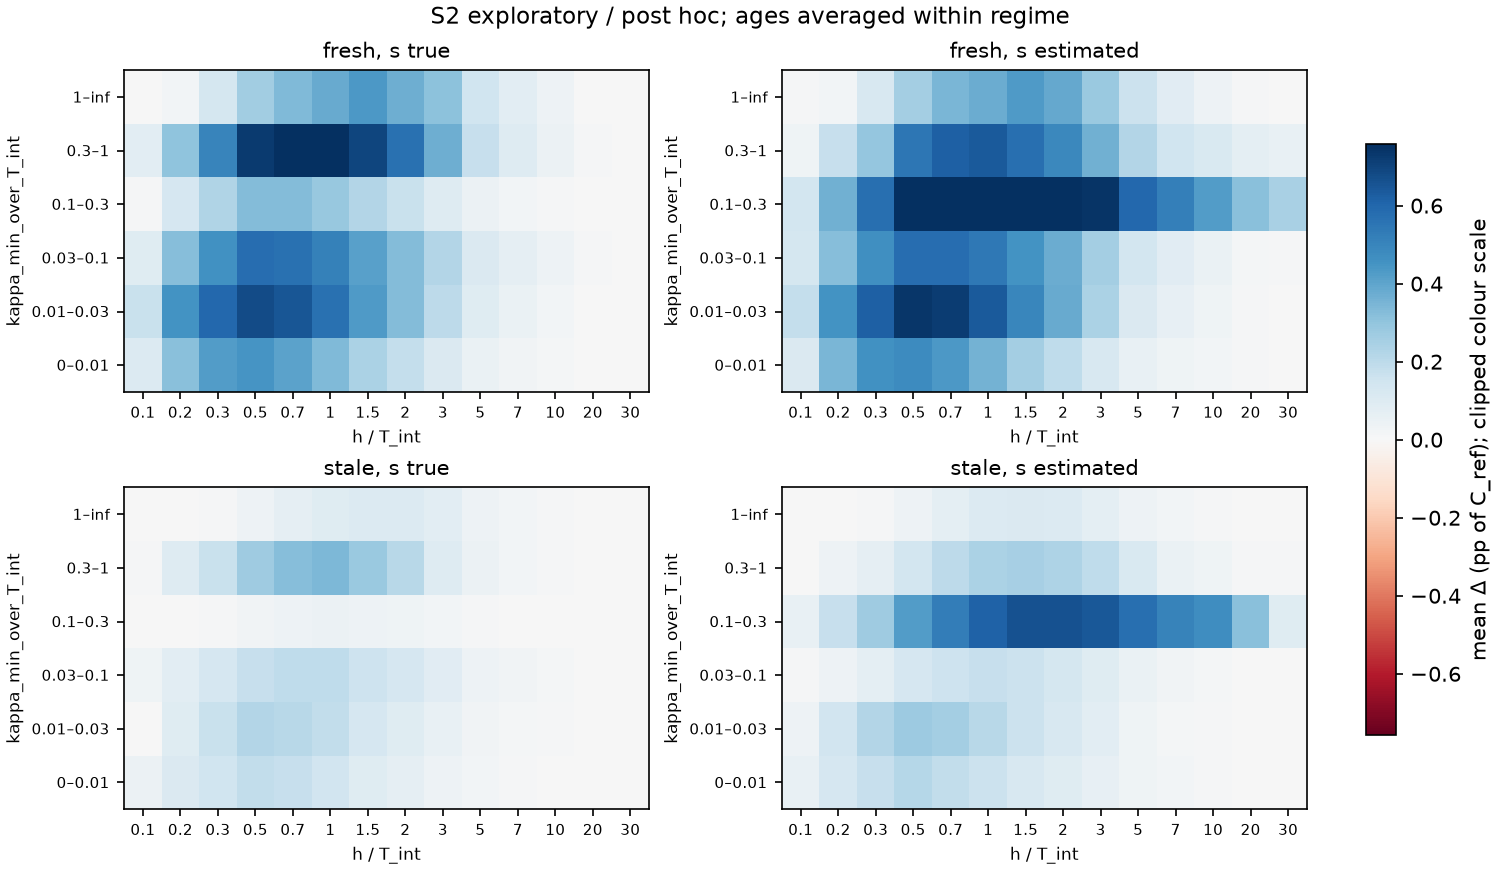 S2 exploratory / post hoc; ages averaged within regime
fresh, s true
kappa_min_over_T_int
1–inf
0.3–1
0.1–0.3
0.03–0.1
0.01–0.03
0–0.01
0.1 0.2 0.3 0.5 0.7 1 1.5 2 3 5 7 10 20 30
h / T_int
fresh, s estimated
kappa_min_over_T_int
1–inf
0.3–1
0.1–0.3
0.03–0.1
0.01–0.03
0–0.01
0.1 0.2 0.3 0.5 0.7 1 1.5 2 3 5 7 10 20 30
h / T_int
stale, s true
kappa_min_over_T_int
1–inf
0.3–1
0.1–0.3
0.03–0.1
0.01–0.03
0–0.01
0.1 0.2 0.3 0.5 0.7 1 1.5 2 3 5 7 10 20 30
h / T_int
stale, s estimated
kappa_min_over_T_int
1–inf
0.3–1
0.1–0.3
0.03–0.1
0.01–0.03
0–0.01
0.1 0.2 0.3 0.5 0.7 1 1.5 2 3 5 7 10 20 30
h / T_int
0.6
0.4
0.2
0.0
−0.2
−0.4
−0.6
mean Δ (pp of C_ref); clipped colour scale